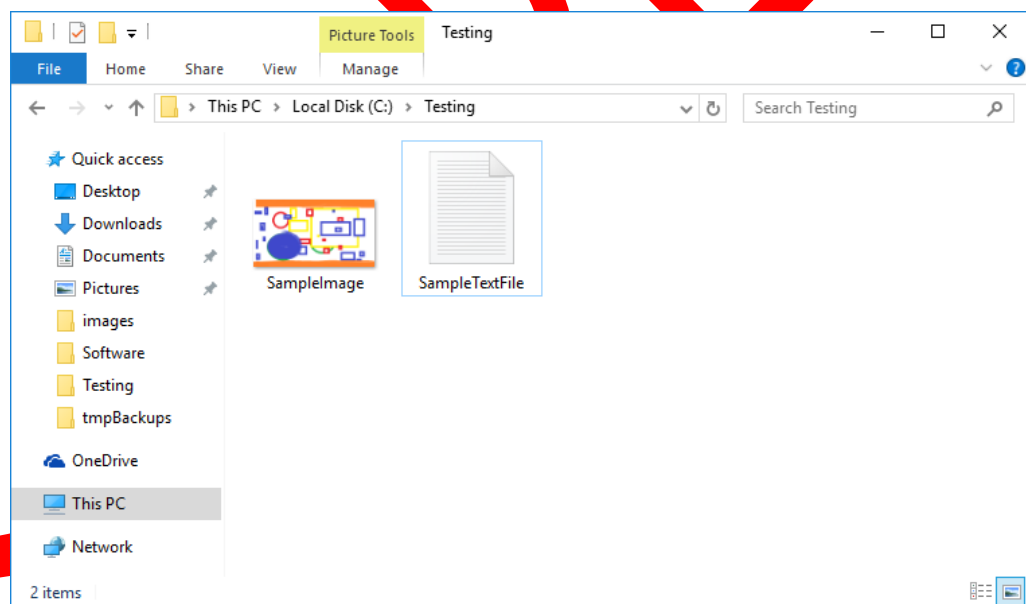 Picture Tools Testing
File Home Share View Manage
This PC Local Disk (C:) Testing Search Testing
Quick access
Desktop
Downloads
Documents
Pictures
images
Software
Testing
tmpBackups
OneDrive
This PC
Network
SampleImage SampleTextFile
2 items